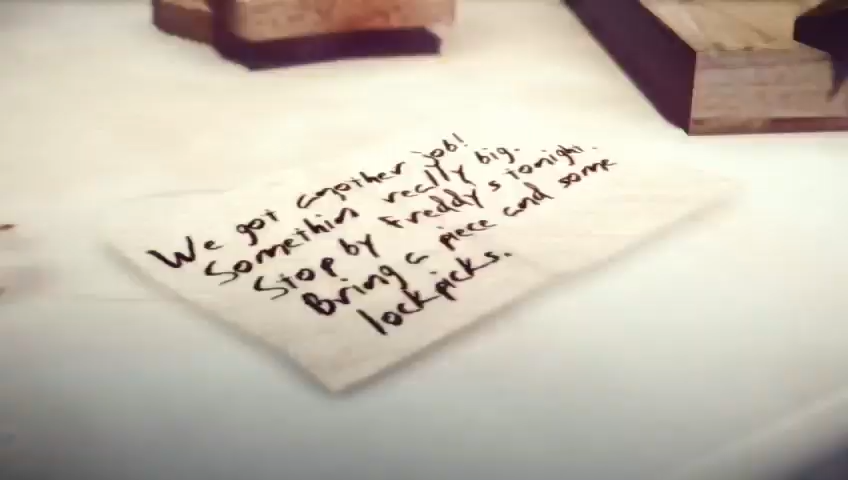 We got another job!
Somethin really big.
Stop by Freddy's tonight.
Bring a piece and some
lockpicks.